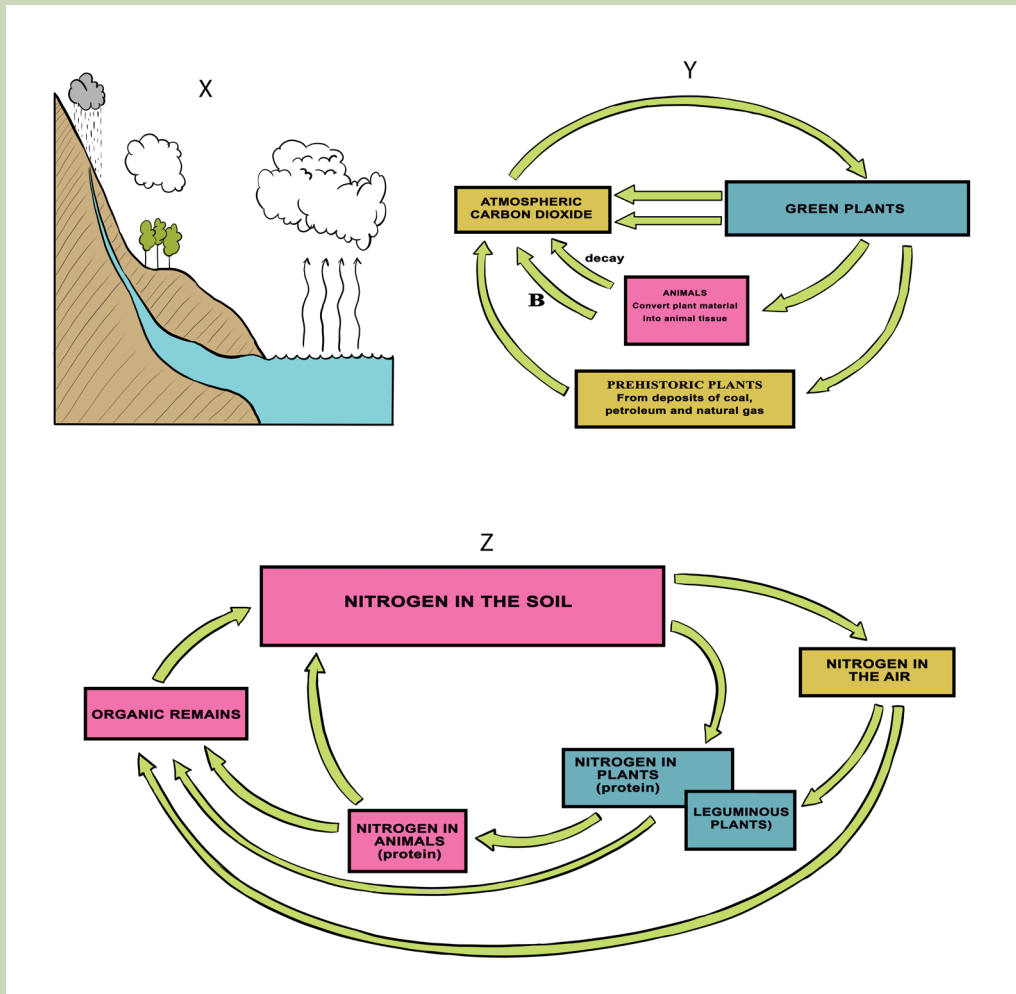 X
Y
ATMOSPHERIC
CARBON DIOXIDE
GREEN PLANTS
decay
B
ANIMALS
Convert plant material
into animal tissue
PREHISTORIC PLANTS
From deposits of coal,
petroleum and natural gas
Z
NITROGEN IN THE SOIL
NITROGEN IN
THE AIR
ORGANIC REMAINS
NITROGEN IN
PLANTS
(protein)
LEGUMINOUS
PLANTS)
NITROGEN IN
ANIMALS
(protein)